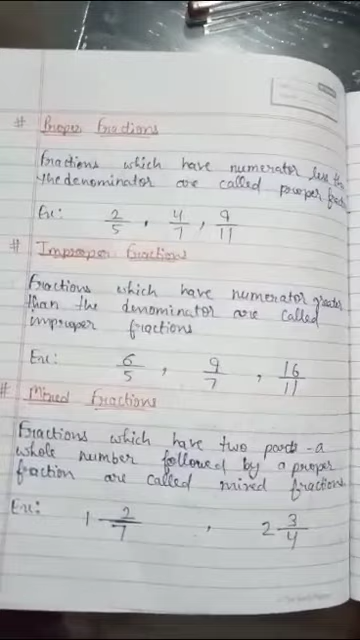 # Proper Fractions
Fractions which have numerator less than
the denominator are called proper fractions
Ex: 2/5 , 4/7 , 9/11
# Improper Fractions
Fractions which have numerator greater
than the denominator are called
improper fractions
Ex: 6/5 , 9/7 , 16/11
# Mixed Fractions
Fractions which have two parts - a
whole number followed by a proper
fraction are called mixed fractions
Ex: 1 2/7 , 2 3/4